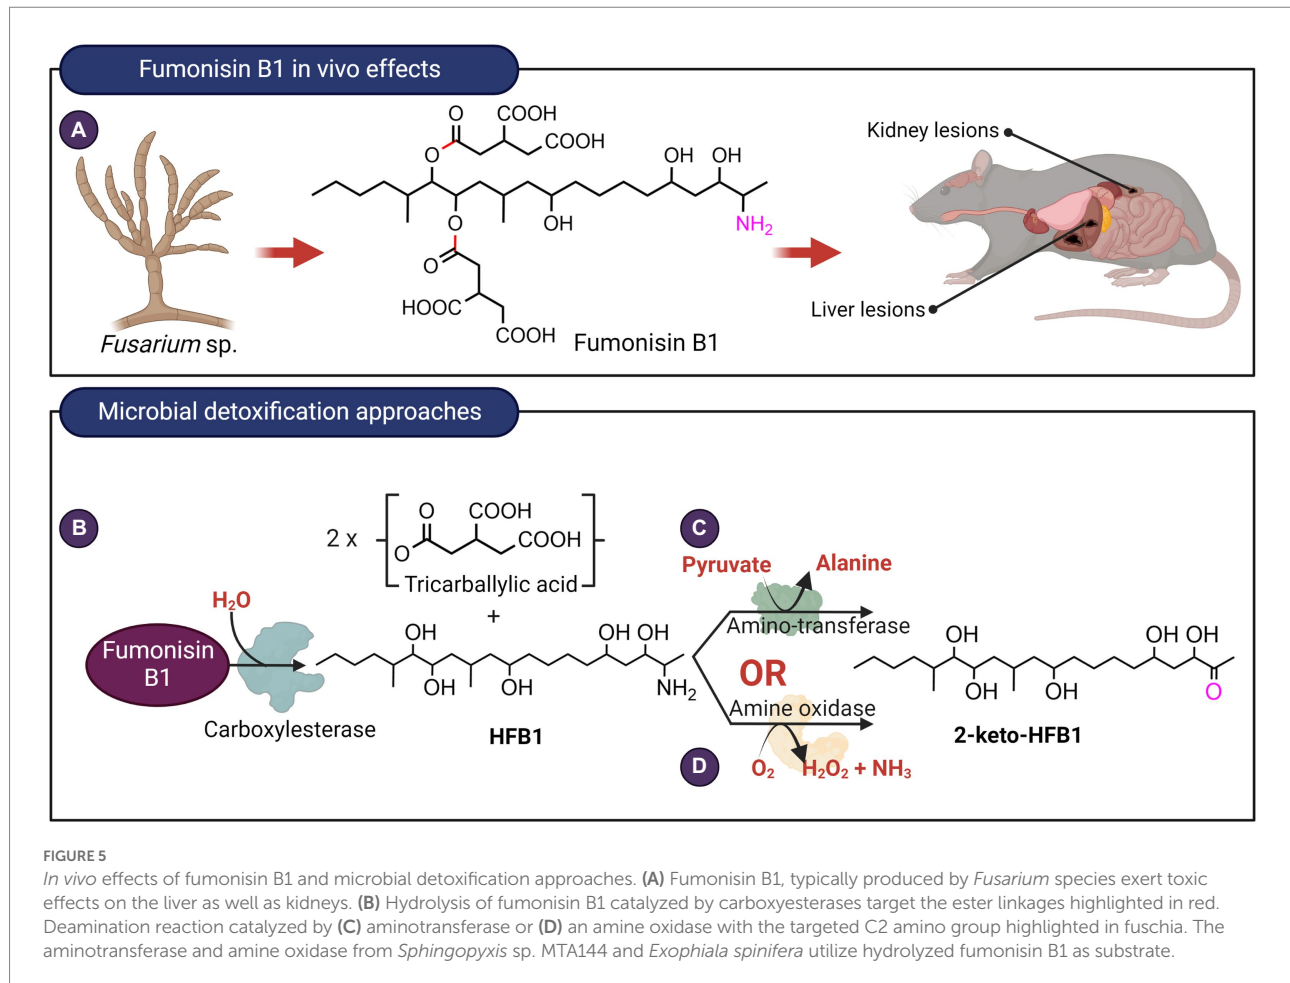 Fumonisin B1 in vivo effects
A
O
COOH
COOH
O
OH
OH
OH
NH₂
O
O
HOOC
COOH
Fusarium sp.
Fumonisin B1
Kidney lesions
Liver lesions
Microbial detoxification approaches
B
2 x
O
COOH
O
COOH
Tricarballylic acid
+
H₂O
Fumonisin
B1
Carboxylesterase
OH
OH
OH
OH
OH
NH₂
HFB1
C
Pyruvate
Alanine
Amino-transferase
OR
Amine oxidase
D
O₂
H₂O₂ + NH₃
OH
OH
OH
OH
OH
O
2-keto-HFB1
FIGURE 5
In vivo effects of fumonisin B1 and microbial detoxification approaches. (A) Fumonisin B1, typically produced by Fusarium species exert toxic
effects on the liver as well as kidneys. (B) Hydrolysis of fumonisin B1 catalyzed by carboxyesterases target the ester linkages highlighted in red.
Deamination reaction catalyzed by (C) aminotransferase or (D) an amine oxidase with the targeted C2 amino group highlighted in fuschia. The
aminotransferase and amine oxidase from Sphingopyxis sp. MTA144 and Exophiala spinifera utilize hydrolyzed fumonisin B1 as substrate.